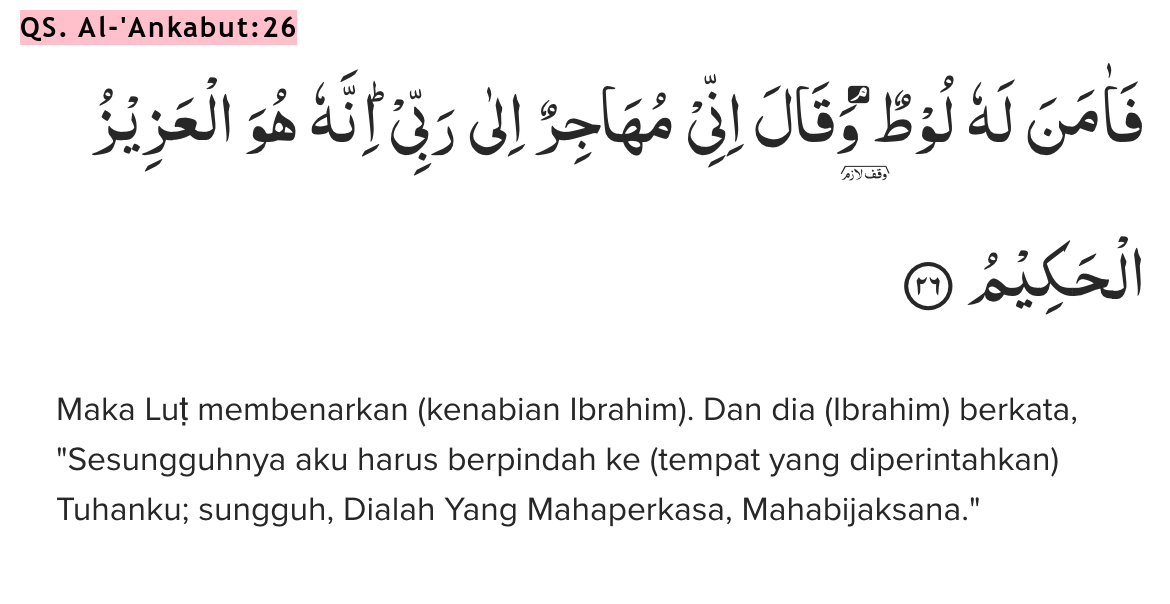 QS. Al-'Ankabut:26
فَاٰمَنَ لَهٗ لُوْطٌۘ وَقَالَ اِنِّيْ مُهَاجِرٌ اِلٰى رَبِّيْ ۗاِنَّهٗ هُوَ الْعَزِيْزُ
وقف لازم
الْحَكِيْمُ ٢٦
Maka Luṭ membenarkan (kenabian Ibrahim). Dan dia (Ibrahim) berkata,
"Sesungguhnya aku harus berpindah ke (tempat yang diperintahkan)
Tuhanku; sungguh, Dialah Yang Mahaperkasa, Mahabijaksana."